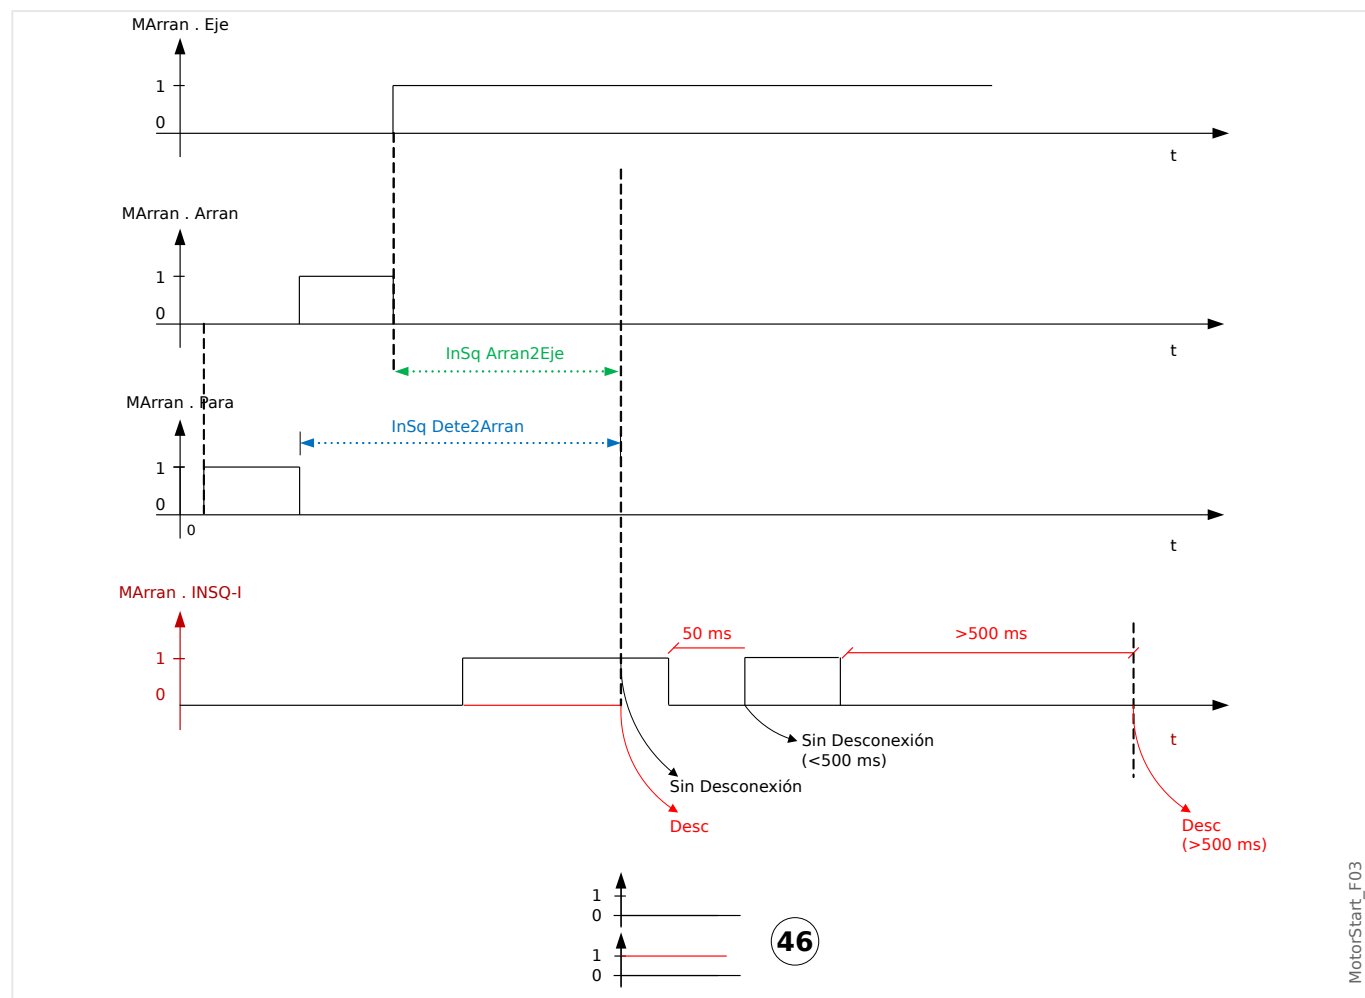 MArran . Eje
1
0
t
MArran . Arran
1
0
t
InSq Arran2Eje
MArran . Para
InSq Dete2Arran
1
0
0
t
MArran . INSQ-I
50 ms
>500 ms
1
0
t
Sin Desconexión
(<500 ms)
Sin Desconexión
Desc
Desc
(>500 ms)
1
0
46
1
0
MotorStart_F03